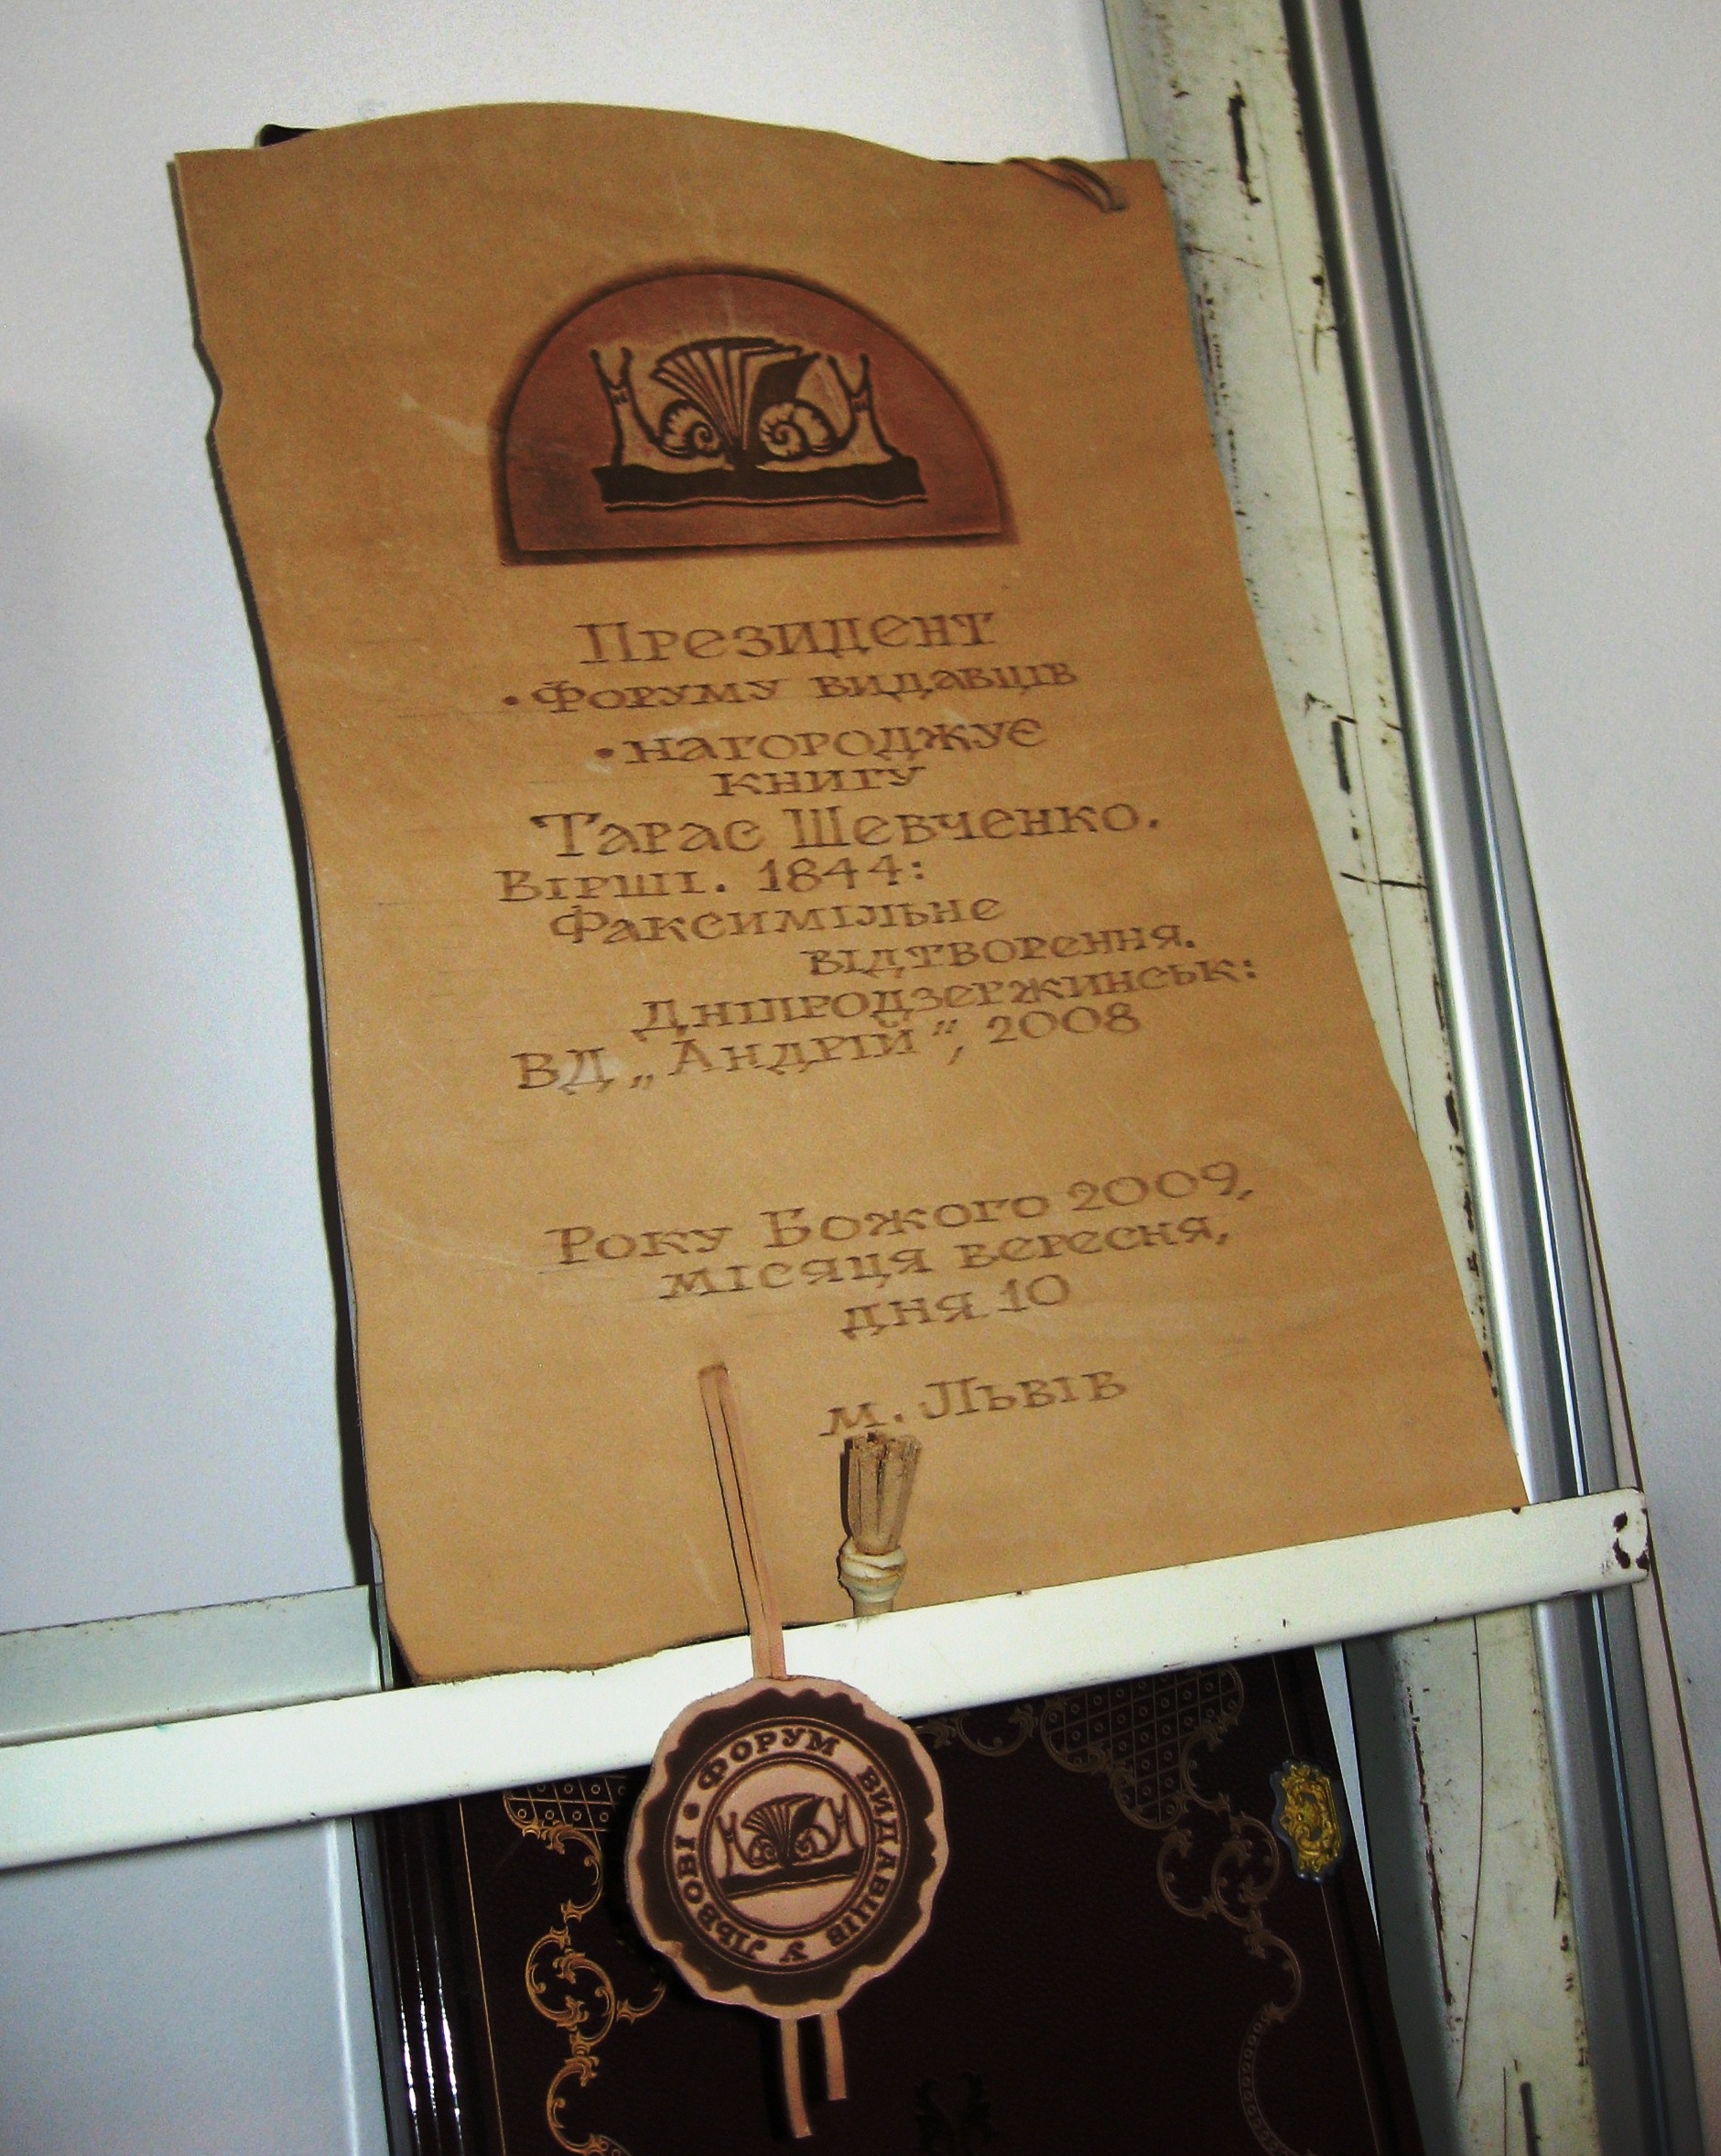 Президент
•Форуму видавців
•нагороджує
книгу
Тарас Шевченко.
Вірші. 1844:
Факсимільне
відтворення.
Дніпродзержинськ:
ВД „Андрій”, 2008
Року Божого 2009,
місяця вересня,
дня 10
м. Львів
• ФОРУМ ВИДАВЦІВ У ЛЬВОВІ